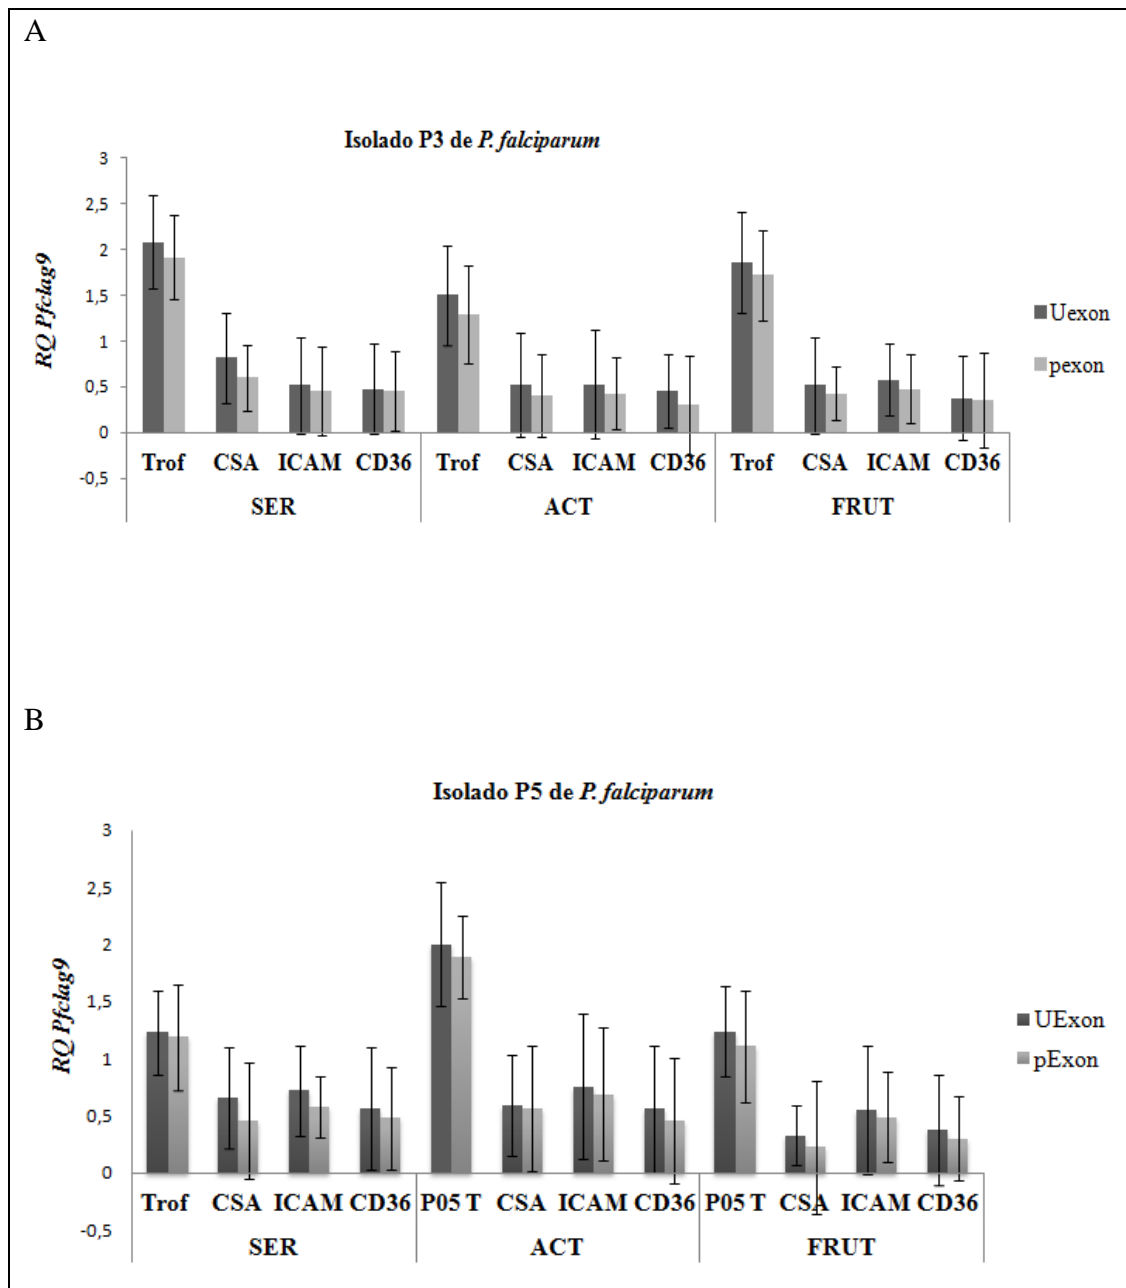 A
Isolado P3 de P. falciparum
3
2,5
2
1,5
1
0,5
0
-0,5
RQ Pfclag9
Trof CSA ICAM CD36 Trof CSA ICAM CD36 Trof CSA ICAM CD36
SER ACT FRUT
Uexon
pexon
B
Isolado P5 de P. falciparum
3
2,5
2
1,5
1
0,5
0
-0,5
RQ Pfclag9
Trof CSA ICAM CD36 P05 T CSA ICAM CD36 P05 T CSA ICAM CD36
SER ACT FRUT
UExon
pExon